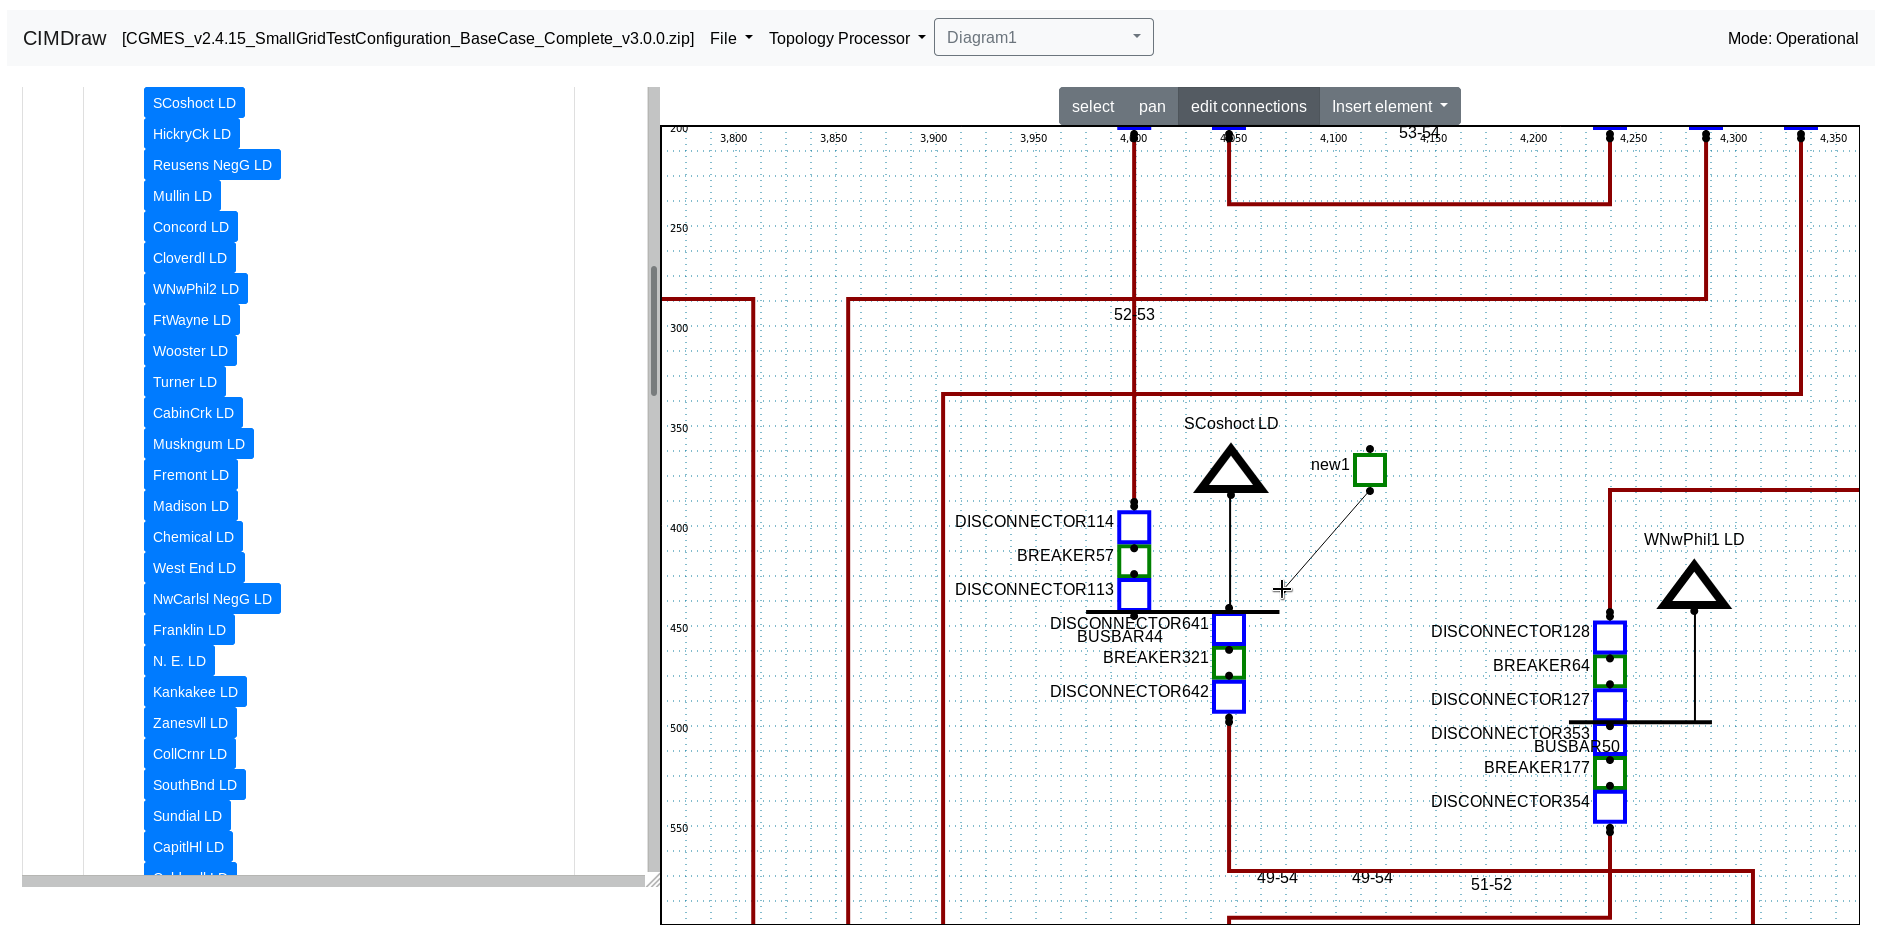 CIMDraw [CGMES_v2.4.15_SmallGridTestConfiguration_BaseCase_Complete_v3.0.0.zip] File Topology Processor Diagram1 Mode: Operational
SCoshoct LD
HickryCk LD
Reusens NegG LD
Mullin LD
Concord LD
Cloverdl LD
WNwPhil2 LD
FtWayne LD
Wooster LD
Turner LD
CabinCrk LD
Muskngum LD
Fremont LD
Madison LD
Chemical LD
West End LD
NwCarlsl NegG LD
Franklin LD
N. E. LD
Kankakee LD
Zanesvll LD
CollCrnr LD
SouthBnd LD
Sundial LD
CapitlHl LD
select pan edit connections Insert element
200
53-54
3,800 3,850 3,900 3,950 4,000 4,050 4,100 4,150 4,200 4,250 4,300 4,350
250
52-53
300
350
SCoshoct LD
new1
400
DISCONNECTOR114
WNwPhil1 LD
BREAKER57
DISCONNECTOR113
450
DISCONNECTOR641
BUSBAR44
DISCONNECTOR128
BREAKER321
BREAKER64
DISCONNECTOR642
DISCONNECTOR127
500
DISCONNECTOR353
BUSBAR50
BREAKER177
DISCONNECTOR354
550
49-54 49-54 51-52